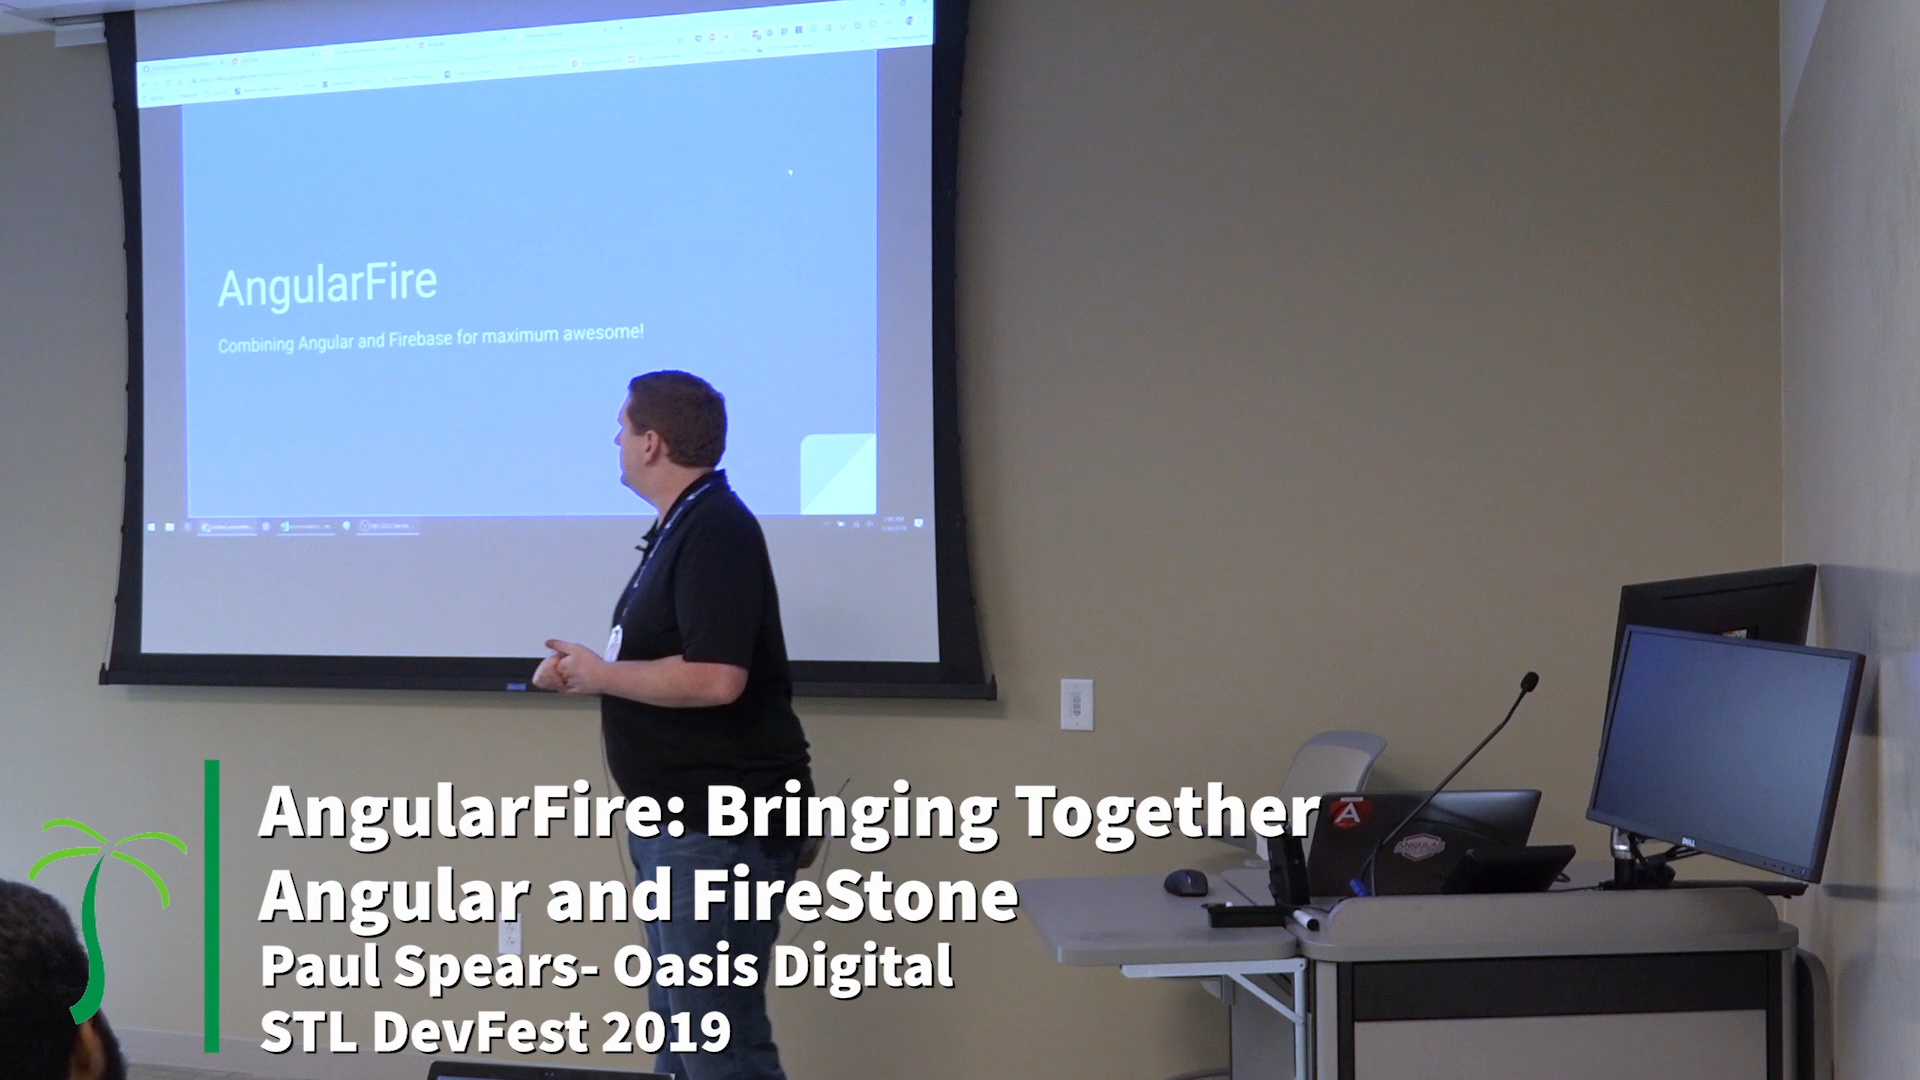 AngularFire
Combining Angular and Firebase for maximum awesome!
AngularFire: Bringing Together
Angular and FireStone
Paul Spears- Oasis Digital
STL DevFest 2019
DELL